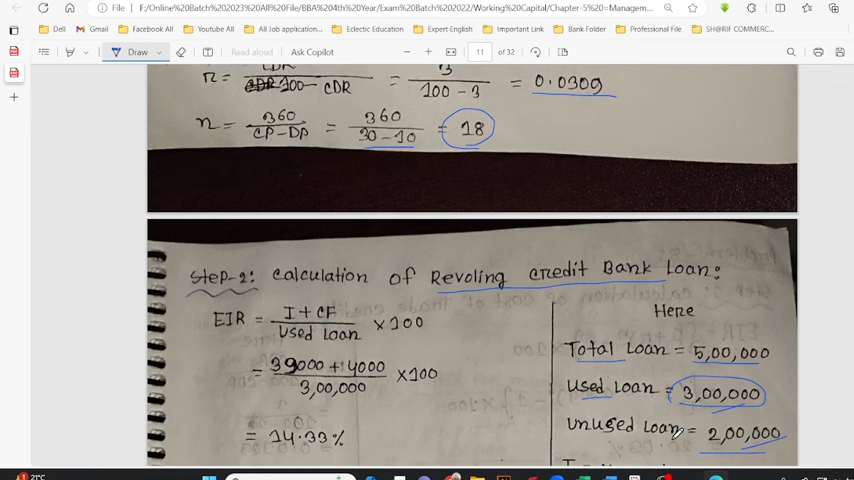 File | F:/Online%20Batch%202023%20All%20File/BBA%204th%20Year/Exam%20Batch%202022/Working%20Capital/Chapter-5%20=%20Managem...
Dell Gmail Facebook All YouTube All Job application... Eclectic Education Expert English Important Link Bank Folder Professional File SH@RIF COMMERC...
Draw Read aloud Ask Copilot 11 of 32
n = 100 - CDR = 100 - 3 = 0.0309
n = 360 / CP-DP = 360 / 30-10 = 18
Step-2: Calculation of Revoling credit Bank Loan:
EIR = I + CF / Used Loan × 100
= 39000 + 4000 / 3,00,000 × 100
= 14.33%
Here
Total Loan = 5,00,000
Used Loan = 3,00,000
Unused Loan = 2,00,000
1
21°C